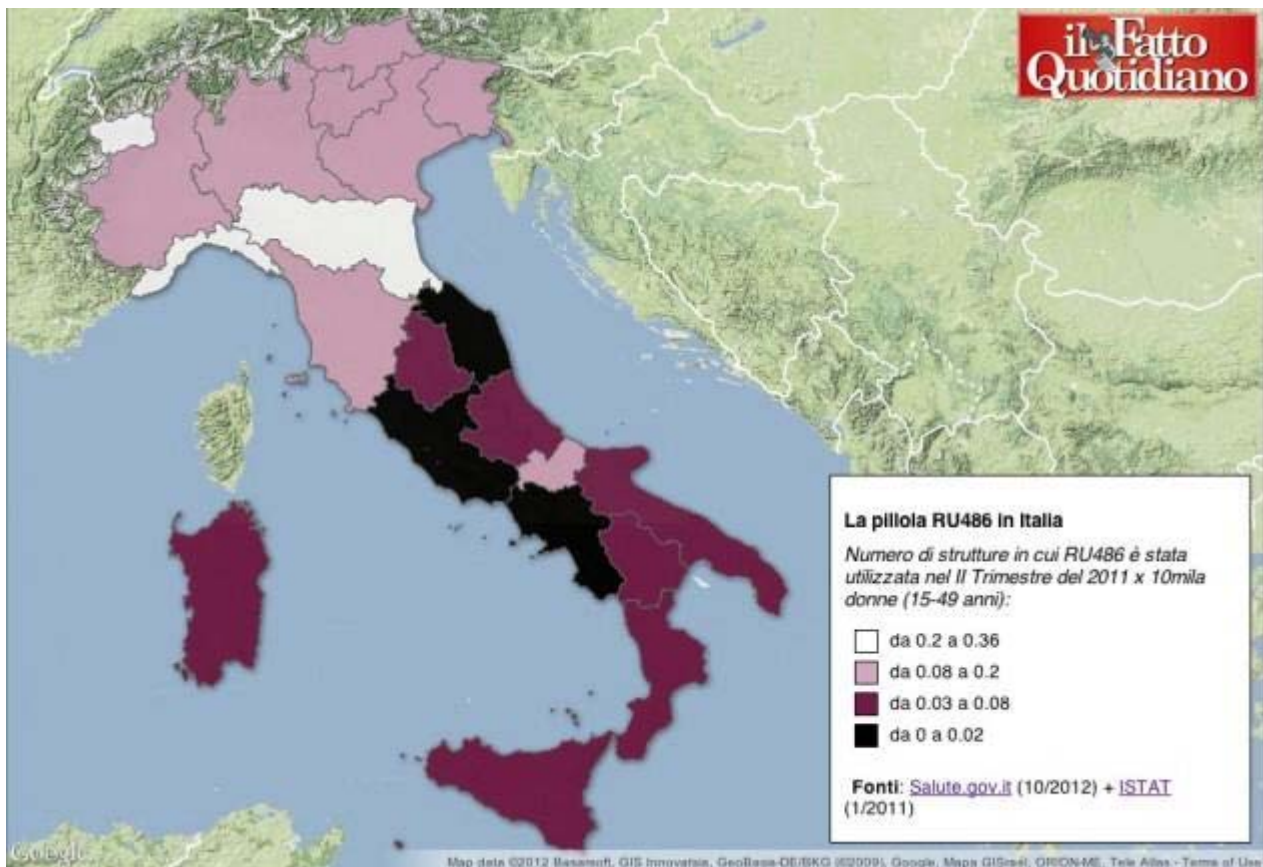 il Fatto
Quotidiano
La pillola RU486 in Italia
Numero di strutture in cui RU486 è stata
utilizzata nel II Trimestre del 2011 x 10mila
donne (15-49 anni):
da 0.2 a 0.36
da 0.08 a 0.2
da 0.03 a 0.08
da 0 a 0.02
Fonti: Salute.gov.it (10/2012) + ISTAT
(1/2011)
Google
Map data ©2012 Basarsoft, GIS Innovatsia, GeoBasis-DE/BKG (©2009), Google, Mapa GISrael, ORION-ME, Tele Atlas - Terms of Use